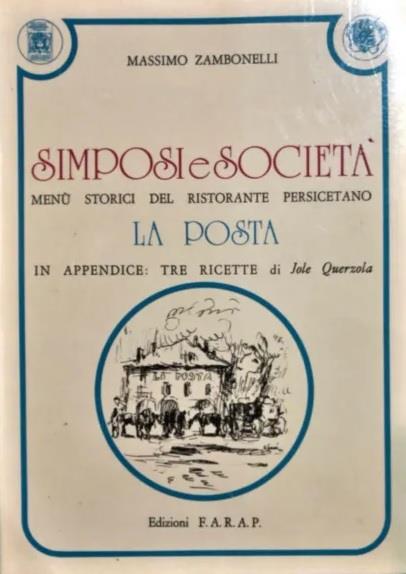 MASSIMO ZAMBONELLI
SIMPOSI e SOCIETÀ
MENÙ STORICI DEL RISTORANTE PERSICETANO
LA POSTA
IN APPENDICE: TRE RICETTE di Jole Querzola
LA POSTA
Edizioni F.A.R.A.P.